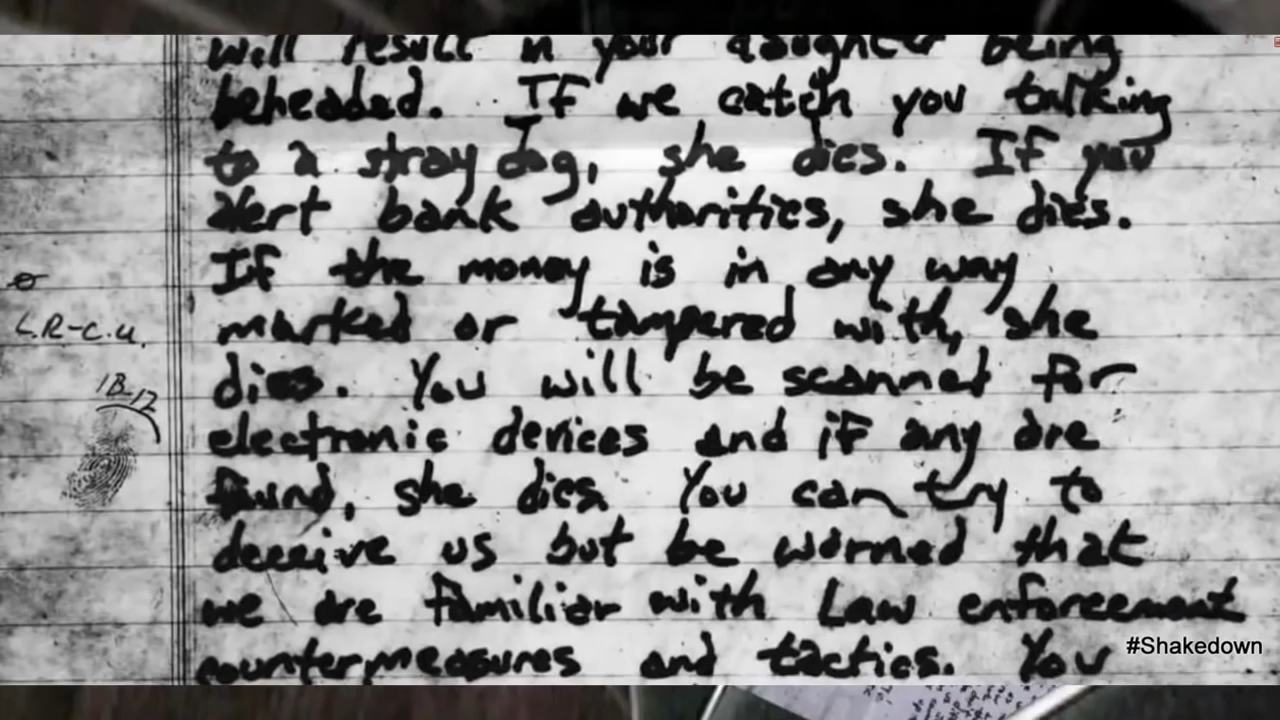 will result in your daughter being
beheaded. If we catch you talking
to a stray dog, she dies. If you
alert bank authorities, she dies.
If the money is in any way
marked or tampered with, she
dies. You will be scanned for
electronic devices and if any are
found, she dies. You can try to
deceive us but be warned that
we are familiar with Law enforcement
countermeasures and tactics. You
L.R-C.U.
1B 12
#Shakedown